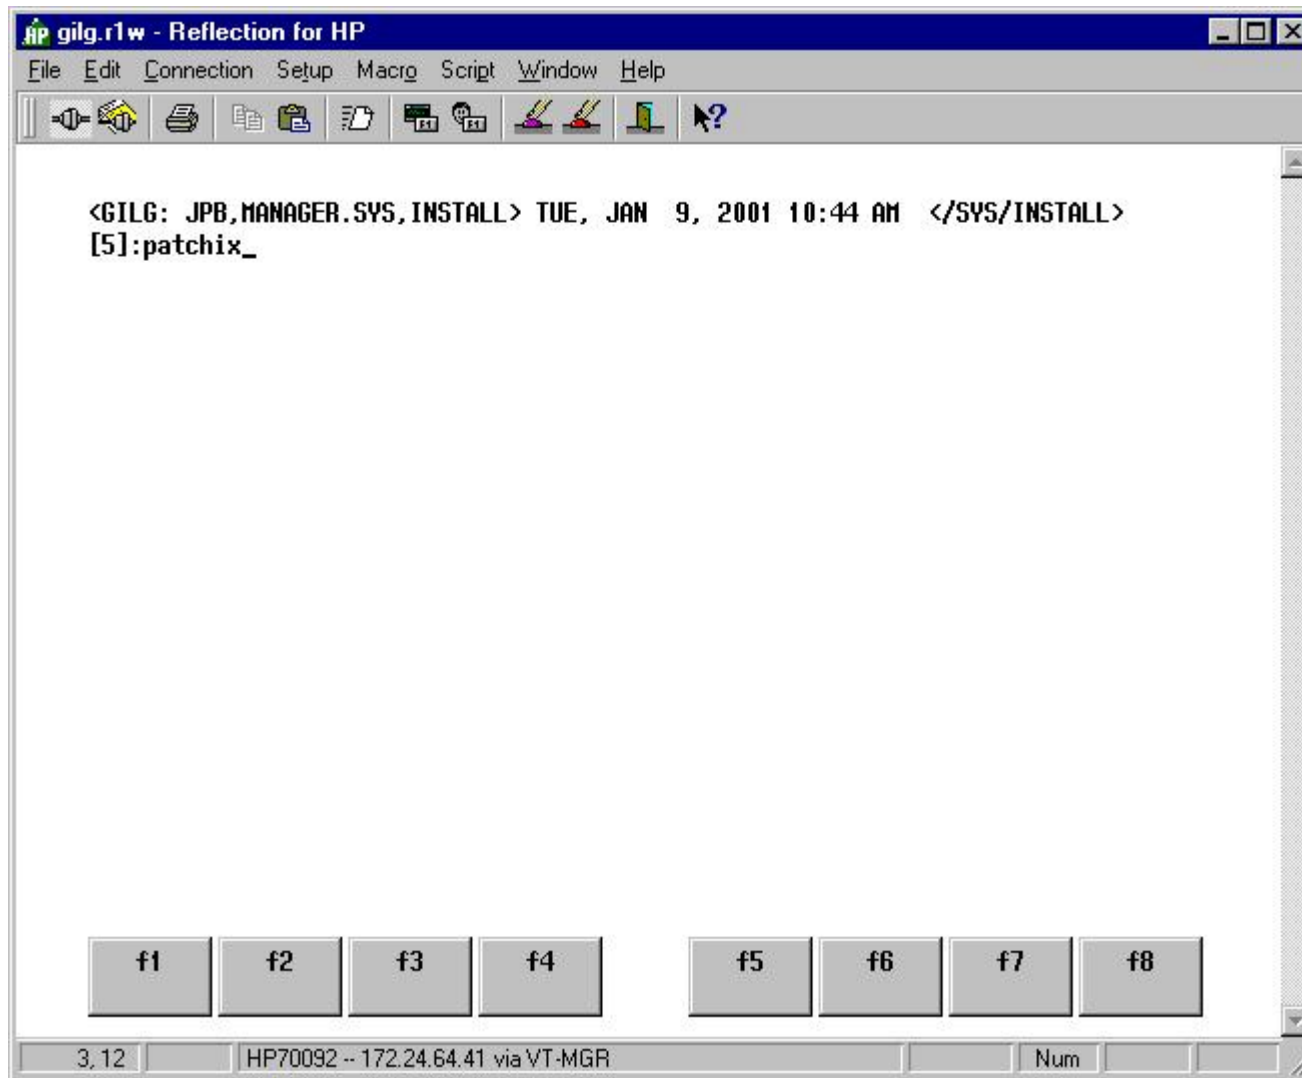 gilg.r1w - Reflection for HP
File Edit Connection Setup Macro Script Window Help
<GILG: JPB,MANAGER.SYS,INSTALL> TUE, JAN  9, 2001 10:44 AM  </SYS/INSTALL>
[5]:patchix_
f1 f2 f3 f4 f5 f6 f7 f8
3, 12 HP70092 -- 172.24.64.41 via VT-MGR Num